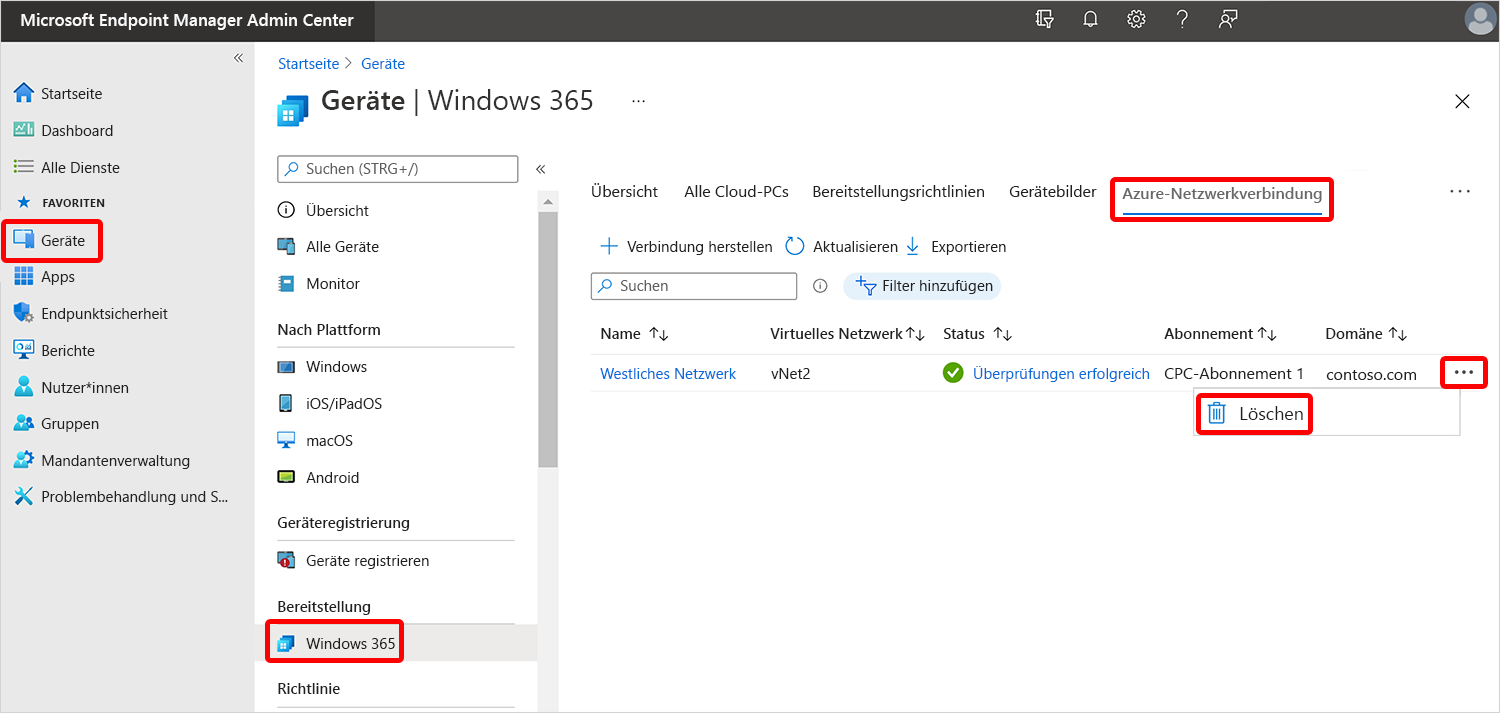 Microsoft Endpoint Manager Admin Center
Startseite
Dashboard
Alle Dienste
FAVORITEN
Geräte
Apps
Endpunktsicherheit
Berichte
Nutzer*innen
Gruppen
Mandantenverwaltung
Problembehandlung und S...
Startseite > Geräte
Geräte | Windows 365 ...
Suchen (STRG+/)
Übersicht
Alle Geräte
Monitor
Nach Plattform
Windows
iOS/iPadOS
macOS
Android
Geräteregistrierung
Geräte registrieren
Bereitstellung
Windows 365
Richtlinie
Übersicht Alle Cloud-PCs Bereitstellungsrichtlinien Gerätebilder Azure-Netzwerkverbindung ...
Verbindung herstellen Aktualisieren Exportieren
Suchen Filter hinzufügen
Name ↑↓ Virtuelles Netzwerk ↑↓ Status ↑↓ Abonnement ↑↓ Domäne ↑↓
Westliches Netzwerk vNet2 Überprüfungen erfolgreich CPC-Abonnement 1 contoso.com ...
Löschen